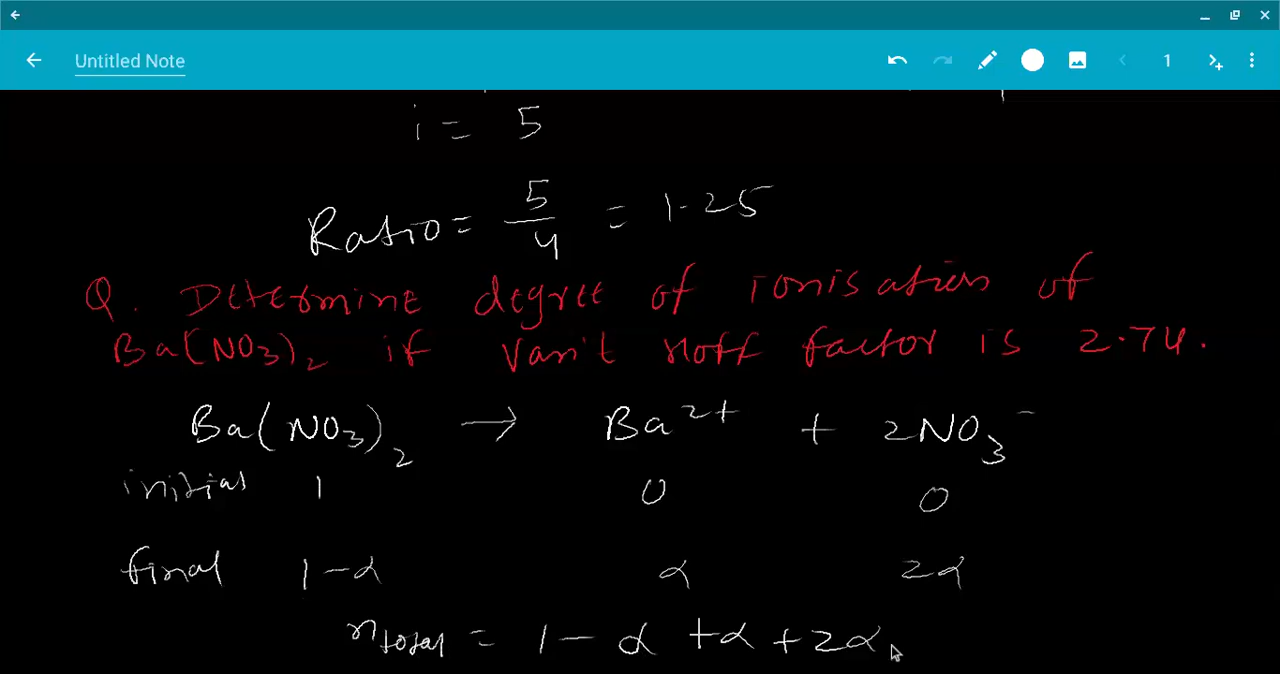 Untitled Note
1
i = 5
Ratio = 5/4 = 1.25
Q. Determine degree of ionisation of
Ba(NO3)2 if van't Hoff factor is 2.74.
Ba(NO3)2 → Ba2+ + 2NO3-
initial 1 0 0
final 1-α α 2α
ntotal = 1 - α + α + 2α